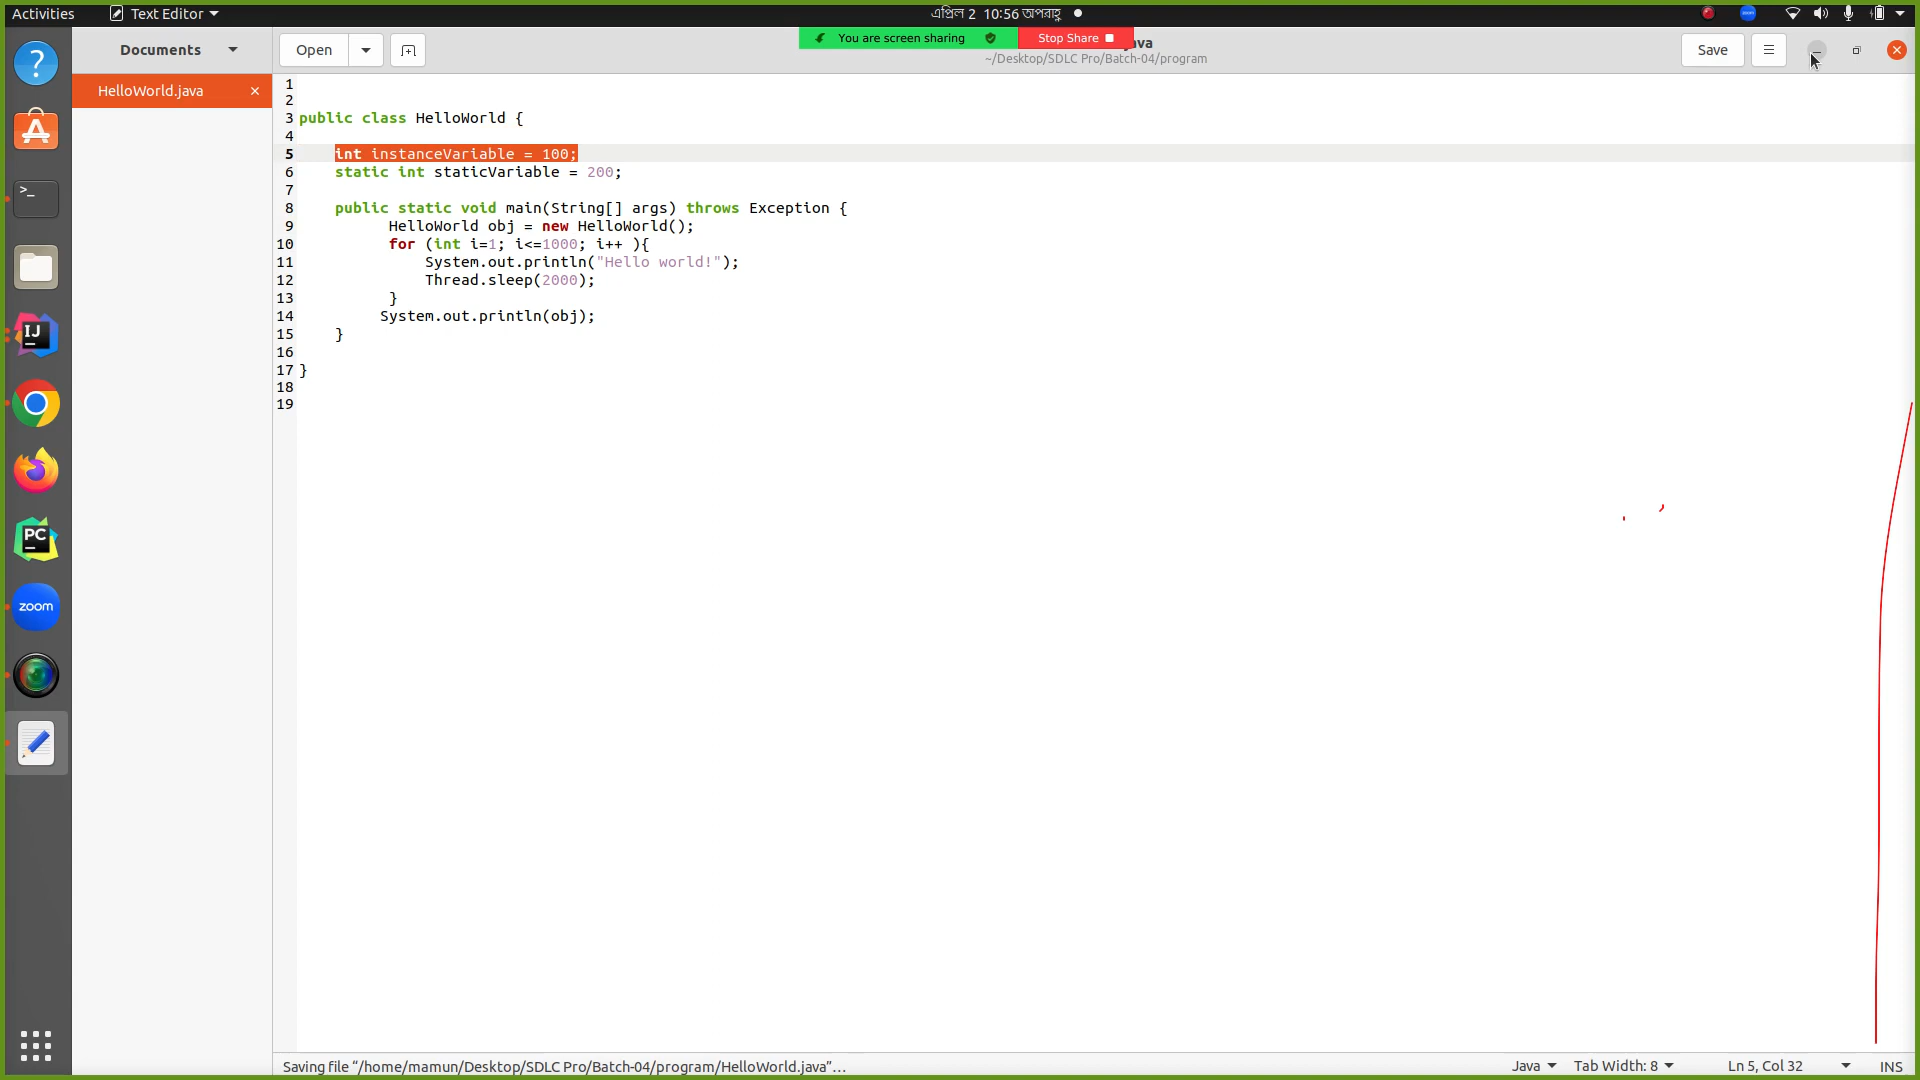 Activities Text Editor এপ্রিল 2 10:56 অপরাহ্ণ
zoom
Documents Open You are screen sharing Stop Share ava Save
~/Desktop/SDLC Pro/Batch-04/program
HelloWorld.java
1
2
3 public class HelloWorld {
4
5 int instanceVariable = 100;
6 static int staticVariable = 200;
7
8 public static void main(String[] args) throws Exception {
9 HelloWorld obj = new HelloWorld();
10 for (int i=1; i<=1000; i++ ){
11 System.out.println("Hello world!");
12 Thread.sleep(2000);
13 }
14 System.out.println(obj);
15 }
16
17 }
18
19
>_
IJ
PC
zoom
Saving file “/home/mamun/Desktop/SDLC Pro/Batch-04/program/HelloWorld.java”… Java Tab Width: 8 Ln 5, Col 32 INS